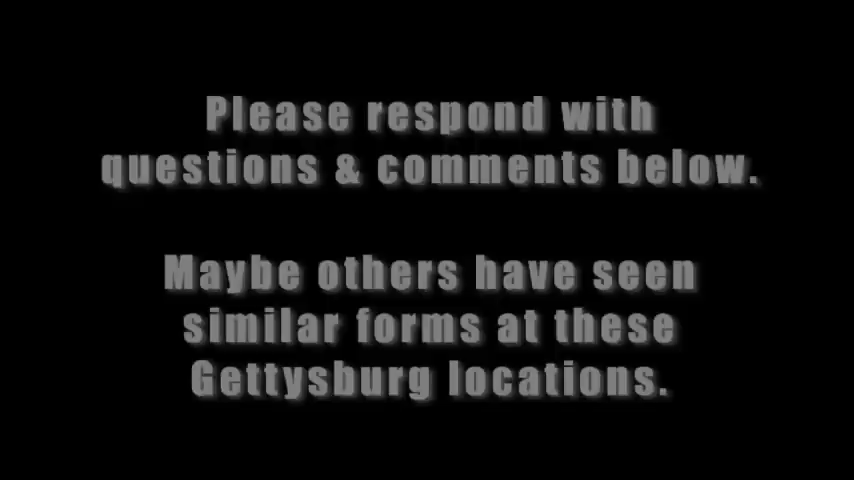 Please respond with
questions & comments below.
Maybe others have seen
similar forms at these
Gettysburg locations.